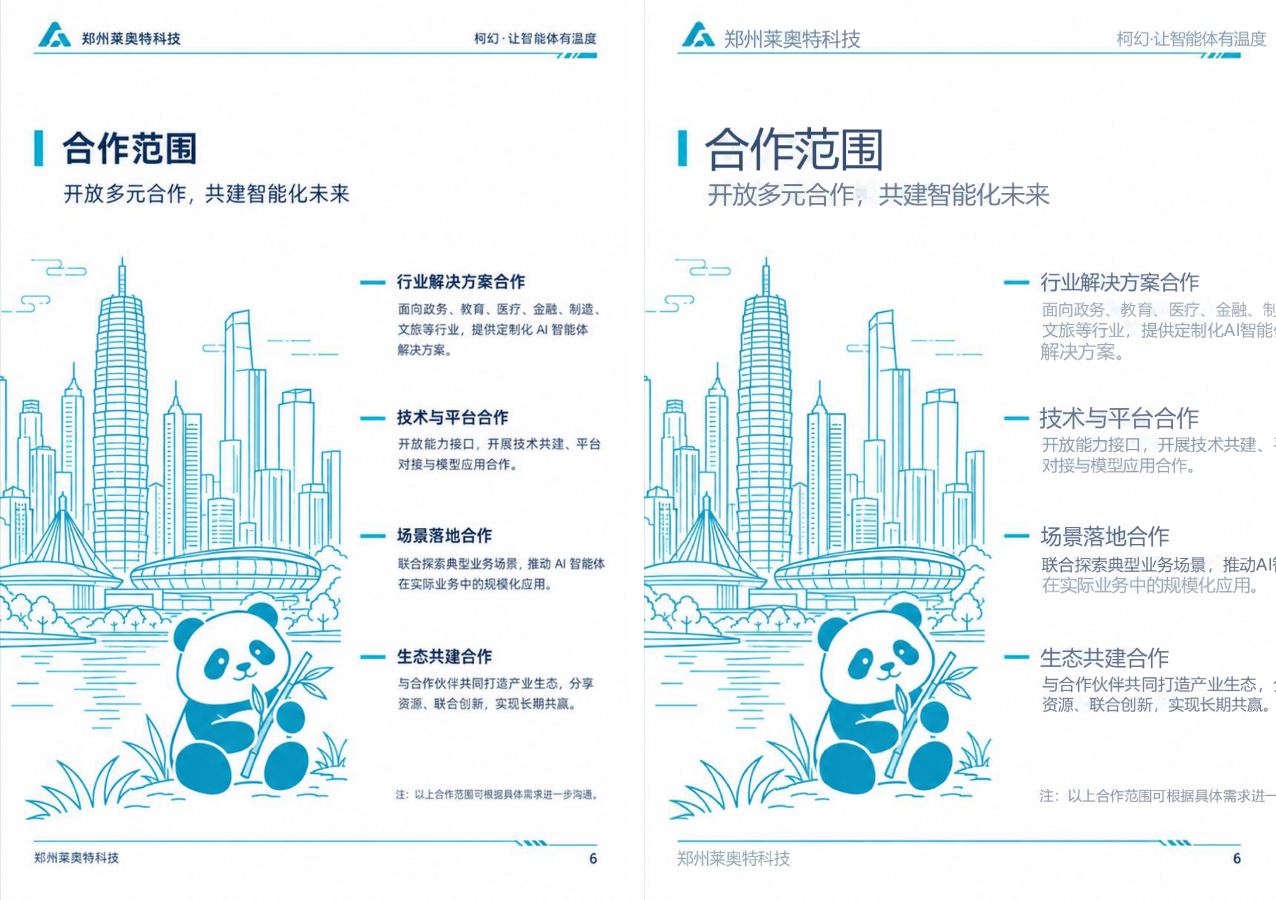 郑州莱奥特科技
柯幻·让智能体有温度
合作范围
开放多元合作，共建智能化未来
行业解决方案合作
面向政务、教育、医疗、金融、制造、
文旅等行业，提供定制化 AI 智能体
解决方案。
技术与平台合作
开放能力接口，开展技术共建、平台
对接与模型应用合作。
场景落地合作
联合探索典型业务场景，推动 AI 智能体
在实际业务中的规模化应用。
生态共建合作
与合作伙伴共同打造产业生态，分享
资源、联合创新，实现长期共赢。
注：以上合作范围可根据具体需求进一步沟通。
郑州莱奥特科技
6
郑州莱奥特科技
柯幻·让智能体有温度
合作范围
开放多元合作，共建智能化未来
行业解决方案合作
面向政务、教育、医疗、金融、制
文旅等行业，提供定制化AI智能
解决方案。
技术与平台合作
开放能力接口，开展技术共建、
对接与模型应用合作。
场景落地合作
联合探索典型业务场景，推动AI
在实际业务中的规模化应用。
生态共建合作
与合作伙伴共同打造产业生态，
资源、联合创新，实现长期共赢。
注：以上合作范围可根据具体需求进一
郑州莱奥特科技
6